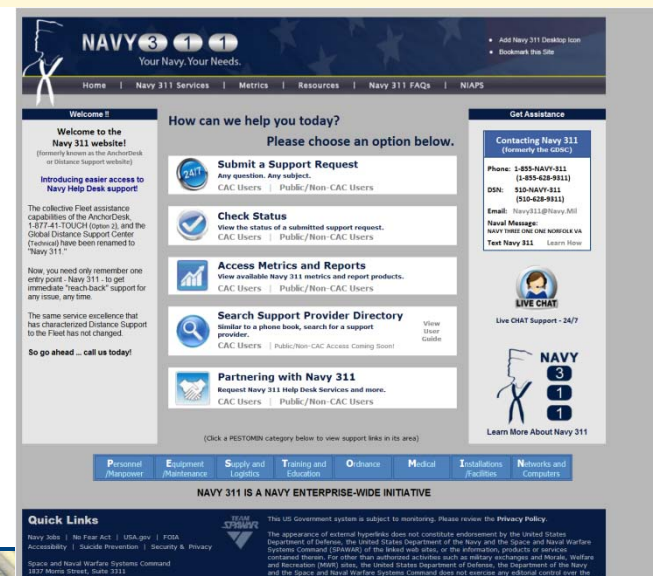 NAVY 3 1 1
Your Navy. Your Needs.
Add Navy 311 Desktop Icon
Bookmark this Site
Home | Navy 311 Services | Metrics | Resources | Navy 311 FAQs | NIAPS
Welcome !!
Welcome to the
Navy 311 website!
(formerly known as the AnchorDesk
or Distance Support website)
Introducing easier access to
Navy Help Desk support!
The collective Fleet assistance
capabilities of the AnchorDesk,
1-877-41-TOUCH (Option 2), and the
Global Distance Support Center
(Technical) have been renamed to
"Navy 311."
Now, you need only remember one
entry point - Navy 311 - to get
immediate "reach-back" support for
any issue, any time.
The same service excellence that
has characterized Distance Support
to the Fleet has not changed.
So go ahead ... call us today!
How can we help you today?
Please choose an option below.
24/7
Submit a Support Request
Any question. Any subject.
CAC Users | Public/Non-CAC Users
Check Status
View the status of a submitted support request.
CAC Users | Public/Non-CAC Users
Access Metrics and Reports
View available Navy 311 metrics and report products.
CAC Users | Public/Non-CAC Users
Search Support Provider Directory
Similar to a phone book, search for a support
provider.
CAC Users | Public/Non-CAC Access Coming Soon!
View
User
Guide
Partnering with Navy 311
Request Navy 311 Help Desk Services and more.
CAC Users | Public/Non-CAC Users
(Click a PESTOMIN category below to view support links in its area)
Get Assistance
Contacting Navy 311
(formerly the GDSC)
Phone: 1-855-NAVY-311
(1-855-628-9311)
DSN: 510-NAVY-311
(510-628-9311)
Email: Navy311@Navy.Mil
Naval Message:
NAVY THREE ONE ONE NORFOLK VA
Text Navy 311 Learn How
LIVE CHAT
Live CHAT Support - 24/7
NAVY
3
1
1
Learn More About Navy 311
Personnel /Manpower
Equipment /Maintenance
Supply and Logistics
Training and Education
Ordnance
Medical
Installations /Facilities
Networks and Computers
NAVY 311 IS A NAVY ENTERPRISE-WIDE INITIATIVE
Quick Links
Navy Jobs | No Fear Act | USA.gov | FOIA
Accessibility | Suicide Prevention | Security & Privacy
Space and Naval Warfare Systems Command
1837 Morris Street, Suite 3311
TEAM
SPAWAR
This US Government system is subject to monitoring. Please review the Privacy Policy.
The appearance of external hyperlinks does not constitute endorsement by the United States
Department of Defense, the United States Department of the Navy and the Space and Naval Warfare
Systems Command (SPAWAR) of the linked web sites, or the information, products or services
contained therein. For other than authorized activities such as military exchanges and Morale, Welfare
and Recreation (MWR) sites, the United States Department of Defense, the Department of the Navy
and the Space and Naval Warfare Systems Command does not exercise any editorial control over the